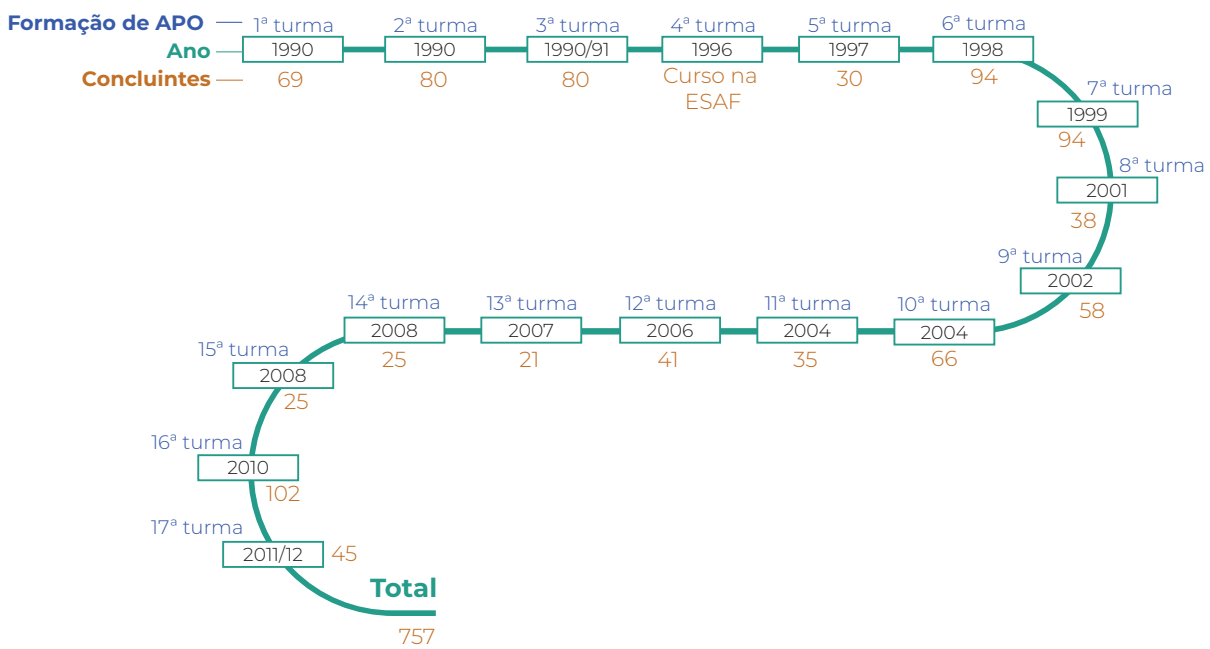 Formação de APO
Ano
Concluintes
1ª turma
1990
69
2ª turma
1990
80
3ª turma
1990/91
80
4ª turma
1996
Curso na
ESAF
5ª turma
1997
30
6ª turma
1998
94
7ª turma
1999
94
8ª turma
2001
38
9ª turma
2002
58
10ª turma
2004
66
11ª turma
2004
35
12ª turma
2006
41
13ª turma
2007
21
14ª turma
2008
25
15ª turma
2008
25
16ª turma
2010
102
17ª turma
2011/12
45
Total
757